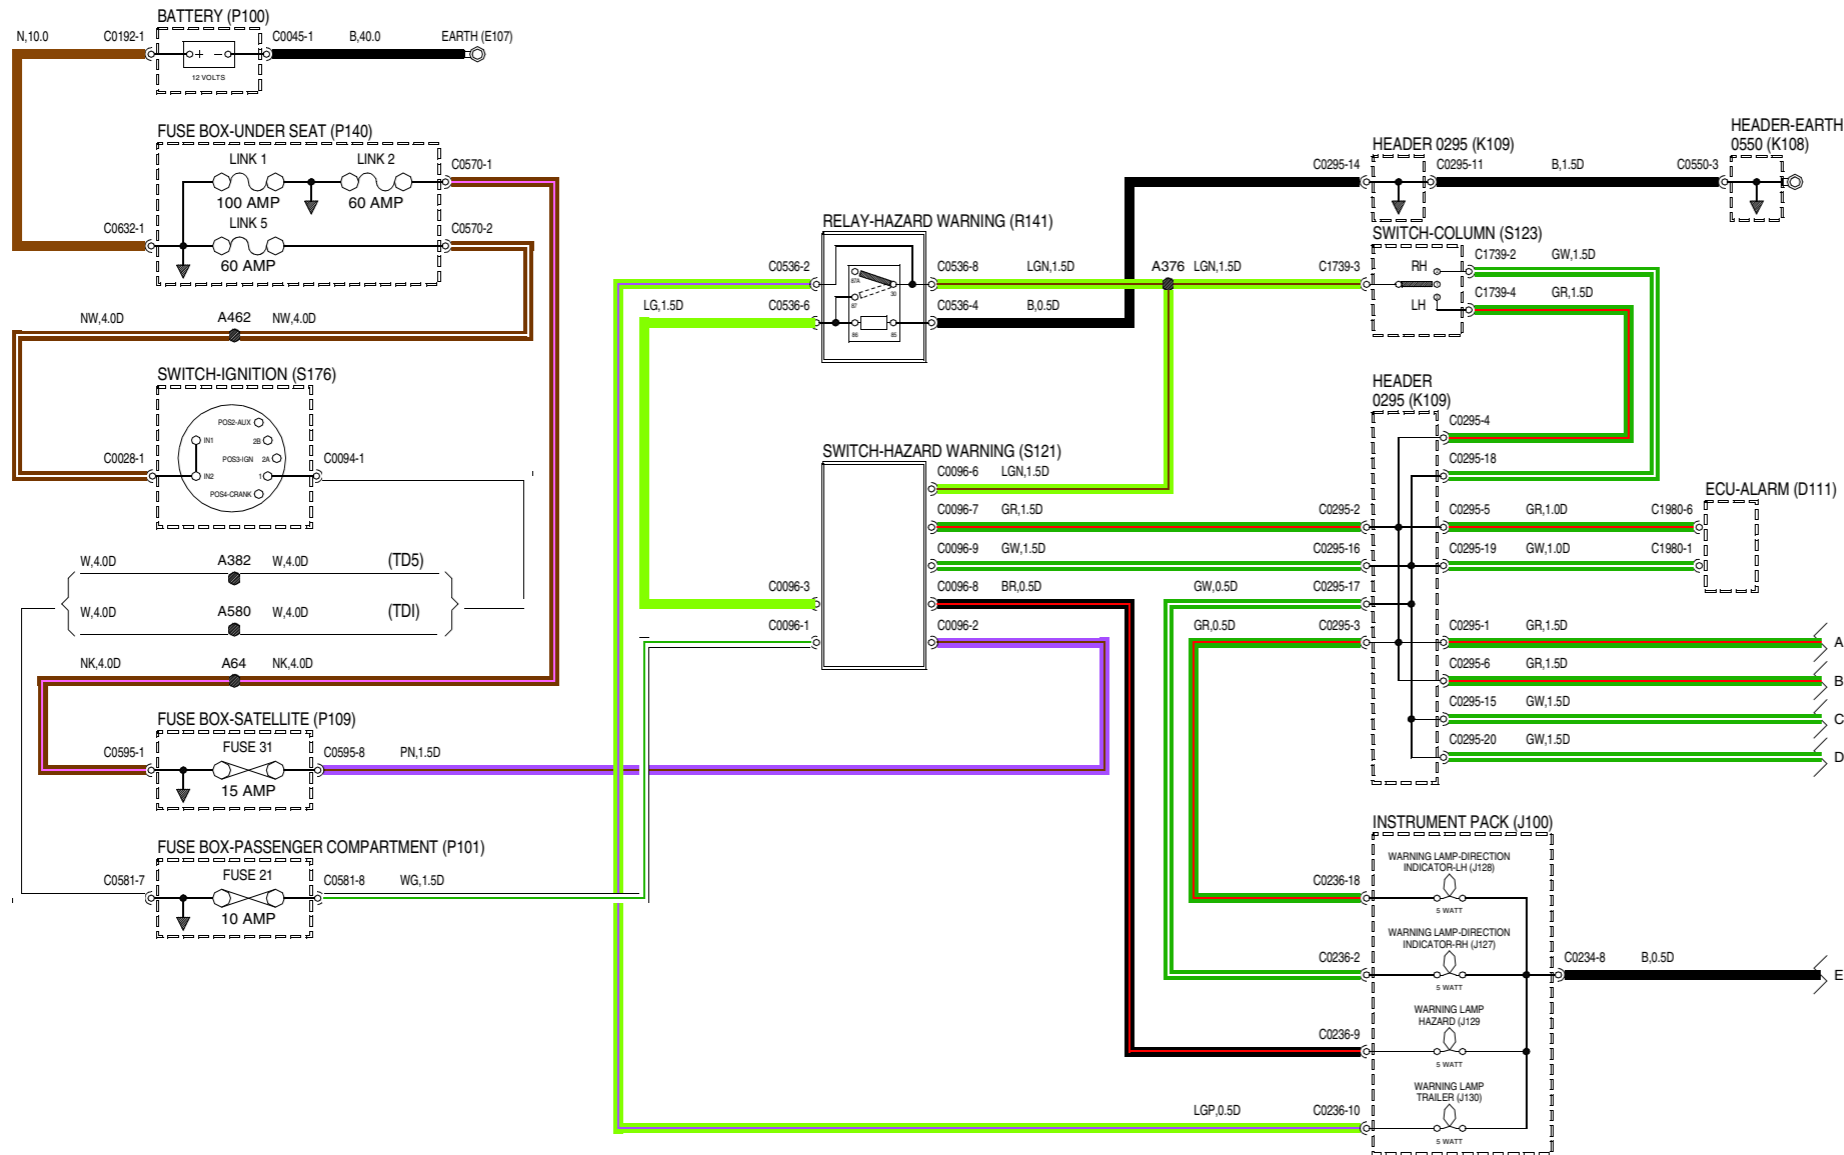 BATTERY (P100)
N,10.0
C0192-1
C0045-1
B,40.0
EARTH (E107)
+ −
12 VOLTS
FUSE BOX-UNDER SEAT (P140)
LINK 1
LINK 2
C0570-1
100 AMP
60 AMP
C0632-1
LINK 5
C0570-2
60 AMP
NW,4.0D
A462
NW,4.0D
SWITCH-IGNITION (S176)
POS2-AUX
IN1
2B
POS3-IGN
2A
C0028-1
IN2
1
C0094-1
POS4-CRANK
W,4.0D
A382
W,4.0D
(TD5)
W,4.0D
A580
W,4.0D
(TDI)
NK,4.0D
A64
NK,4.0D
FUSE BOX-SATELLITE (P109)
C0595-1
FUSE 31
C0595-8
PN,1.5D
15 AMP
FUSE BOX-PASSENGER COMPARTMENT (P101)
C0581-7
FUSE 21
C0581-8
WG,1.5D
10 AMP
RELAY-HAZARD WARNING (R141)
C0536-2
C0536-8
LGN,1.5D
A376
LGN,1.5D
C1739-3
87A
30
87
LG,1.5D
C0536-6
C0536-4
B,0.5D
86
85
SWITCH-HAZARD WARNING (S121)
C0096-6
LGN,1.5D
C0096-7
GR,1.5D
C0295-2
C0096-9
GW,1.5D
C0295-16
C0096-3
C0096-8
BR,0.5D
GW,0.5D
C0295-17
C0096-1
C0096-2
GR,0.5D
C0295-3
HEADER 0295 (K109)
C0295-14
C0295-11
B,1.5D
C0550-3
HEADER-EARTH
0550 (K108)
SWITCH-COLUMN (S123)
RH
C1739-2
GW,1.5D
LH
C1739-4
GR,1.5D
HEADER
0295 (K109)
C0295-4
C0295-18
C0295-5
GR,1.0D
C1980-6
C0295-19
GW,1.0D
C1980-1
ECU-ALARM (D111)
C0295-1
GR,1.5D
A
C0295-6
GR,1.5D
B
C0295-15
GW,1.5D
C
C0295-20
GW,1.5D
D
INSTRUMENT PACK (J100)
WARNING LAMP-DIRECTION
INDICATOR-LH (J128)
C0236-18
5 WATT
WARNING LAMP-DIRECTION
INDICATOR-RH (J127)
C0236-2
5 WATT
C0234-8
B,0.5D
E
WARNING LAMP
HAZARD (J129
C0236-9
5 WATT
WARNING LAMP
TRAILER (J130)
LGP,0.5D
C0236-10
5 WATT